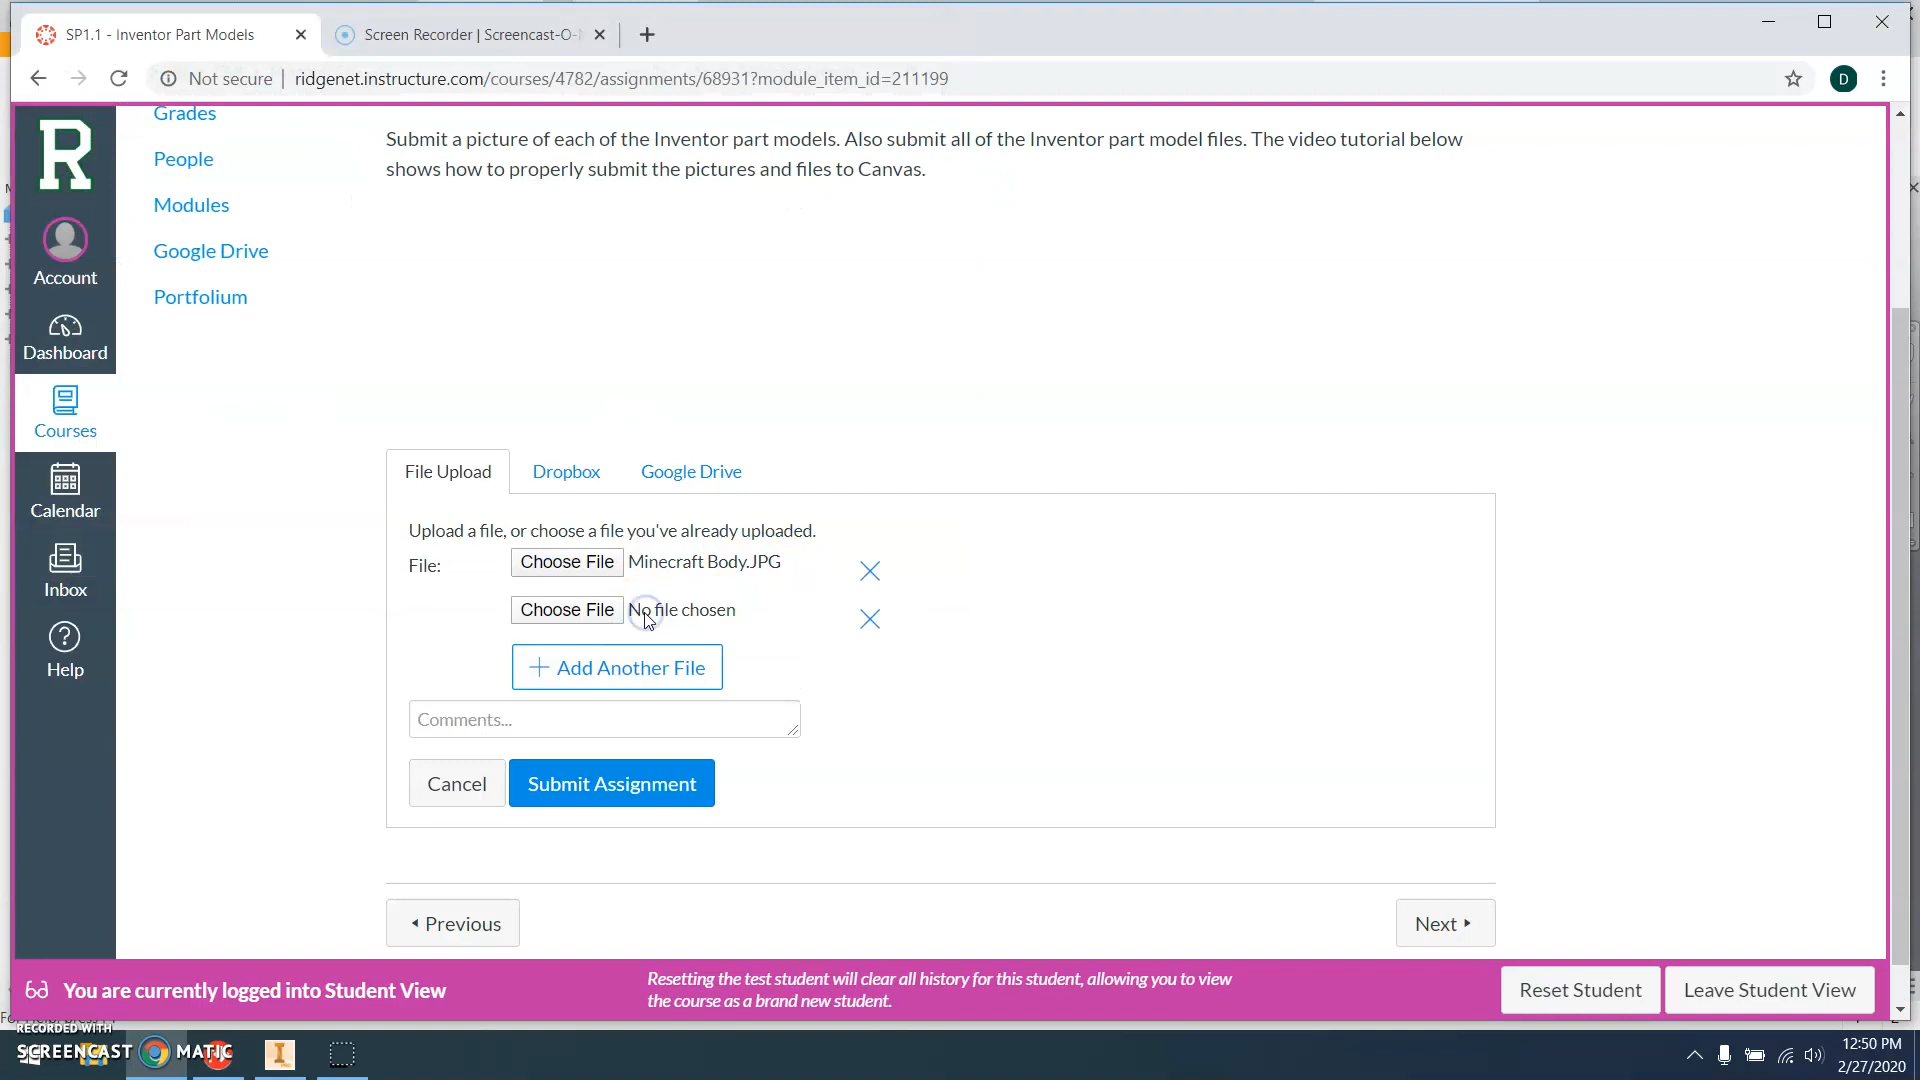 SP1.1 - Inventor Part Models
Screen Recorder | Screencast-O-
Not secure | ridgenet.instructure.com/courses/4782/assignments/68931?module_item_id=211199
D
R
Account
Dashboard
Courses
Calendar
Inbox
Help
Grades
People
Modules
Google Drive
Portfolium
Submit a picture of each of the Inventor part models. Also submit all of the Inventor part model files. The video tutorial below
shows how to properly submit the pictures and files to Canvas.
File Upload
Dropbox
Google Drive
Upload a file, or choose a file you've already uploaded.
File:
Choose File Minecraft Body.JPG
Choose File No file chosen
Add Another File
Comments...
Cancel
Submit Assignment
Previous
Next
You are currently logged into Student View
Resetting the test student will clear all history for this student, allowing you to view
the course as a brand new student.
Reset Student
Leave Student View
RECORDED WITH
SCREENCAST MATIC
12:50 PM
2/27/2020